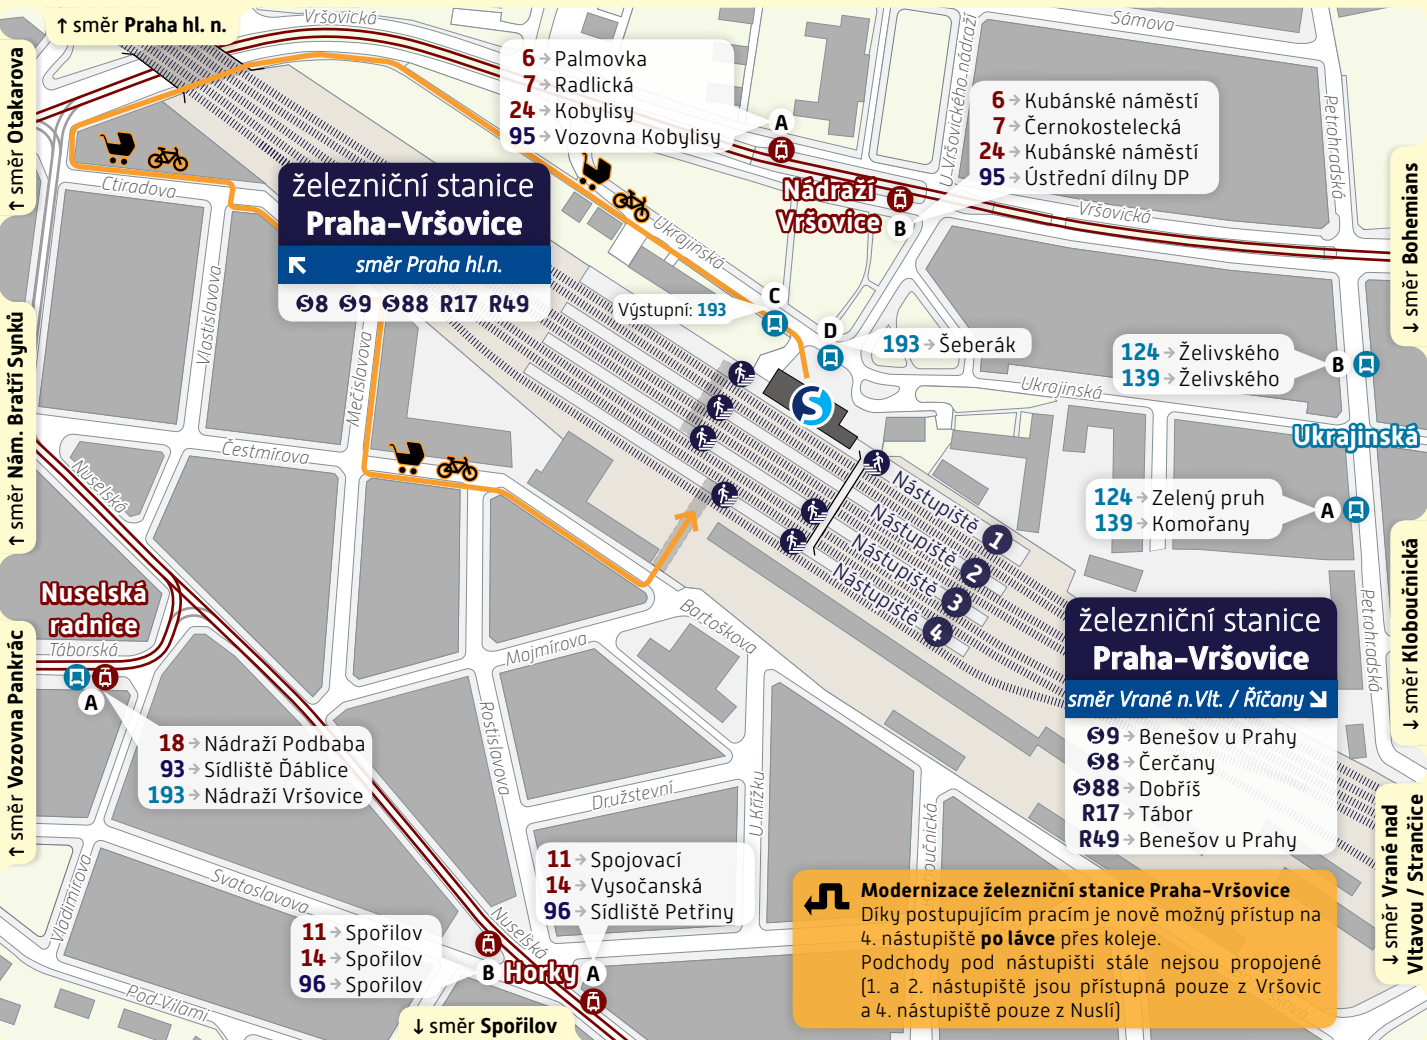 ↑ směr Praha hl. n.
Vršovická
Sámova
↑ směr Otakarova
6 → Palmovka
7 → Radlická
24 → Kobylisy
95 → Vozovna Kobylisy
A
U Vršovického nádraží
6 → Kubánské náměstí
7 → Černokostelecká
24 → Kubánské náměstí
95 → Ústřední dílny DP
Petrohradská
Nádraží
Vršovice
B
Vršovická
↓ směr Bohemians
Ctiradova
železniční stanice
Praha-Vršovice
směr Praha hl.n.
S8 S9 S88 R17 R49
Ukrajinská
Výstupní: 193
C
D
193 → Šeberák
124 → Želivského
139 → Želivského
B
Ukrajinská
Ukrajinská
Vlastislavova
Mečislavova
↑ směr Nám. Bratří Synků
Čestmírova
Nuselská
S
Nástupiště 1
Nástupiště 2
Nástupiště 3
Nástupiště 4
124 → Zelený pruh
139 → Komořany
A
↓ směr Kloboučnická
Petrohradská
Nuselská
radnice
Táborská
A
18 → Nádraží Podbaba
93 → Sídliště Ďáblice
193 → Nádraží Vršovice
↑ směr Vozovna Pankrác
Bartoškova
Mojmírova
Rostislavova
Družstevní
U Křížku
železniční stanice
Praha-Vršovice
směr Vrané n.Vlt. / Říčany
S9 → Benešov u Prahy
S8 → Čerčany
S88 → Dobříš
R17 → Tábor
R49 → Benešov u Prahy
↓ směr Vrané nad
Vltavou / Strančice
Vladimírova
Svatoslavova
Pod Vilami
Nuselská
11 → Spojovací
14 → Vysočanská
96 → Sídliště Petřiny
11 → Spořilov
14 → Spořilov
96 → Spořilov
B
Horky
A
↓ směr Spořilov
Modernizace železniční stanice Praha-Vršovice
Díky postupujícím pracím je nově možný přístup na
4. nástupiště po lávce přes koleje.
Podchody pod nástupišti stále nejsou propojené
(1. a 2. nástupiště jsou přístupná pouze z Vršovic
a 4. nástupiště pouze z Nuslí)